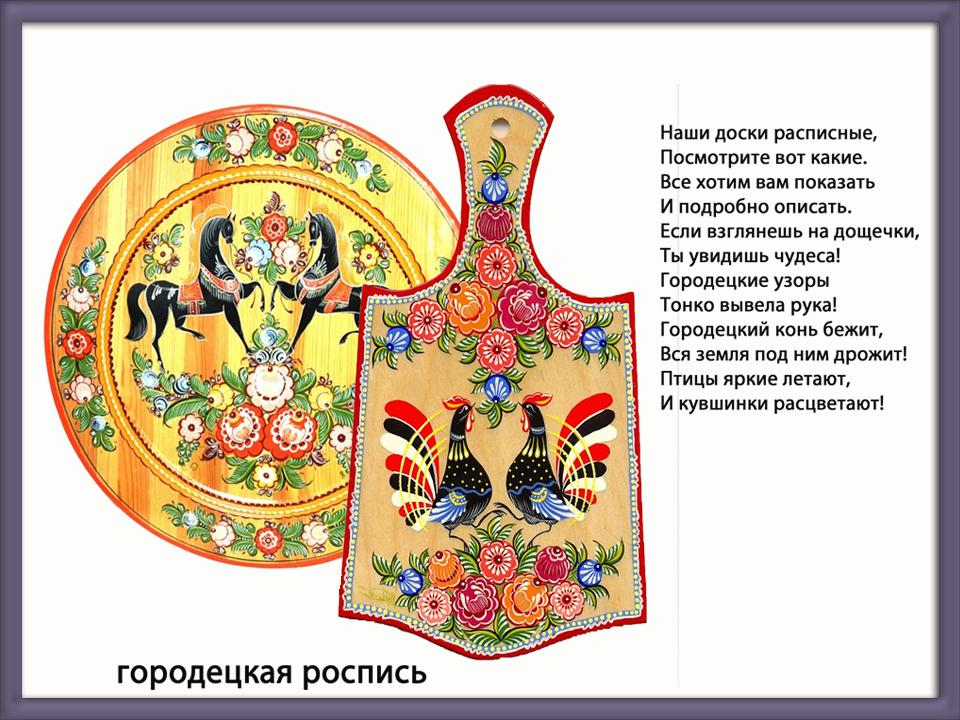 Наши доски расписные,
Посмотрите вот какие.
Все хотим вам показать
И подробно описать.
Если взглянешь на дощечки,
Ты увидишь чудеса!
Городецкие узоры
Тонко вывела рука!
Городецкий конь бежит,
Вся земля под ним дрожит!
Птицы яркие летают,
И кувшинки расцветают!
городецкая роспись